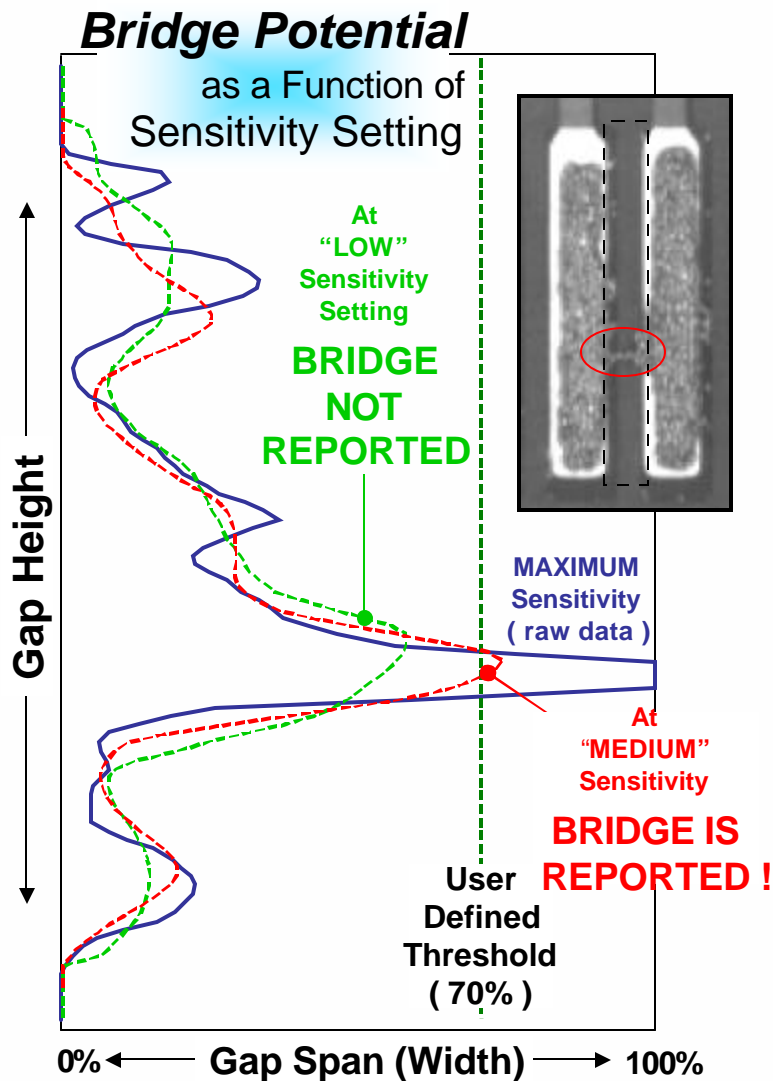 Bridge Potential
as a Function of
Sensitivity Setting
At
“LOW”
Sensitivity
Setting
BRIDGE
NOT
REPORTED
Gap Height
MAXIMUM
Sensitivity
( raw data )
At
“MEDIUM”
Sensitivity
BRIDGE IS
REPORTED !
User
Defined
Threshold
( 70% )
0%
Gap Span (Width)
100%